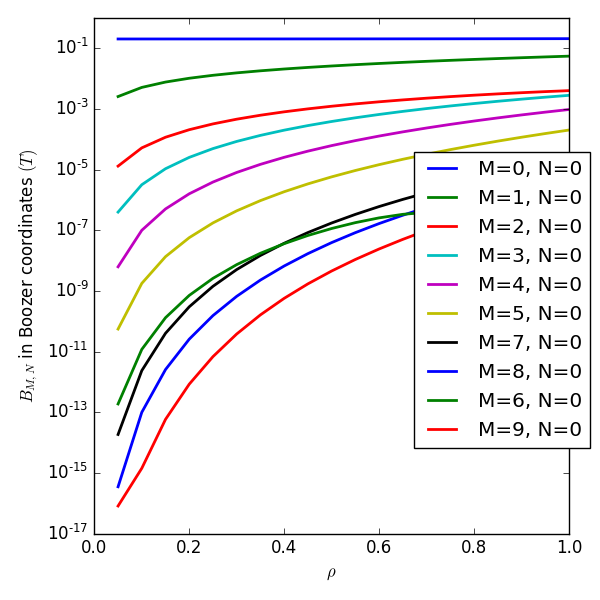 10^-1
10^-3
10^-5
10^-7
10^-9
10^-11
10^-13
10^-15
10^-17
B_{M,N} in Boozer coordinates (T)
M=0, N=0
M=1, N=0
M=2, N=0
M=3, N=0
M=4, N=0
M=5, N=0
M=7, N=0
M=8, N=0
M=6, N=0
M=9, N=0
0.0 0.2 0.4 0.6 0.8 1.0
ρ